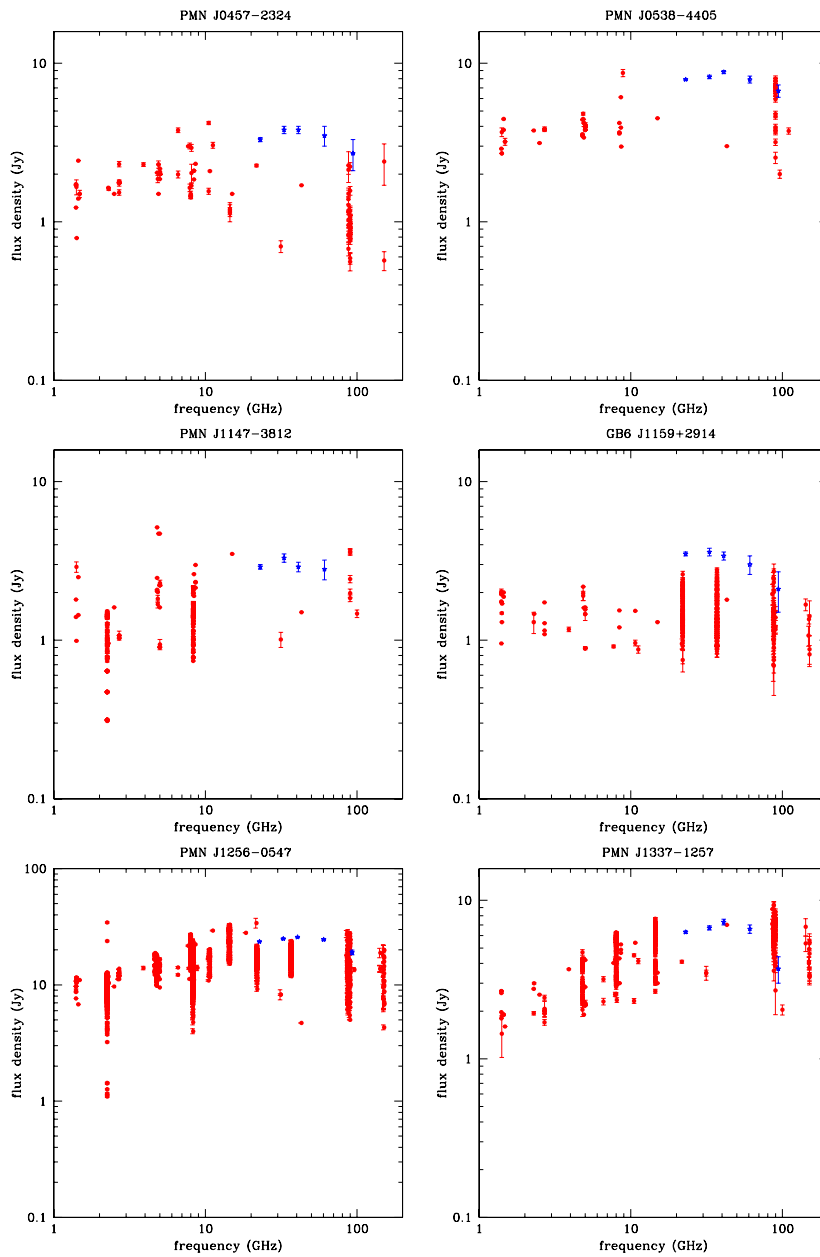 PMN J0457−2324
flux density (Jy)
10
1
0.1
1
10
100
frequency (GHz)
PMN J0538−4405
flux density (Jy)
10
1
0.1
1
10
100
frequency (GHz)
PMN J1147−3812
flux density (Jy)
10
1
0.1
1
10
100
frequency (GHz)
GB6 J1159+2914
flux density (Jy)
10
1
0.1
1
10
100
frequency (GHz)
PMN J1256−0547
flux density (Jy)
100
10
1
0.1
1
10
100
frequency (GHz)
PMN J1337−1257
flux density (Jy)
10
1
0.1
1
10
100
frequency (GHz)